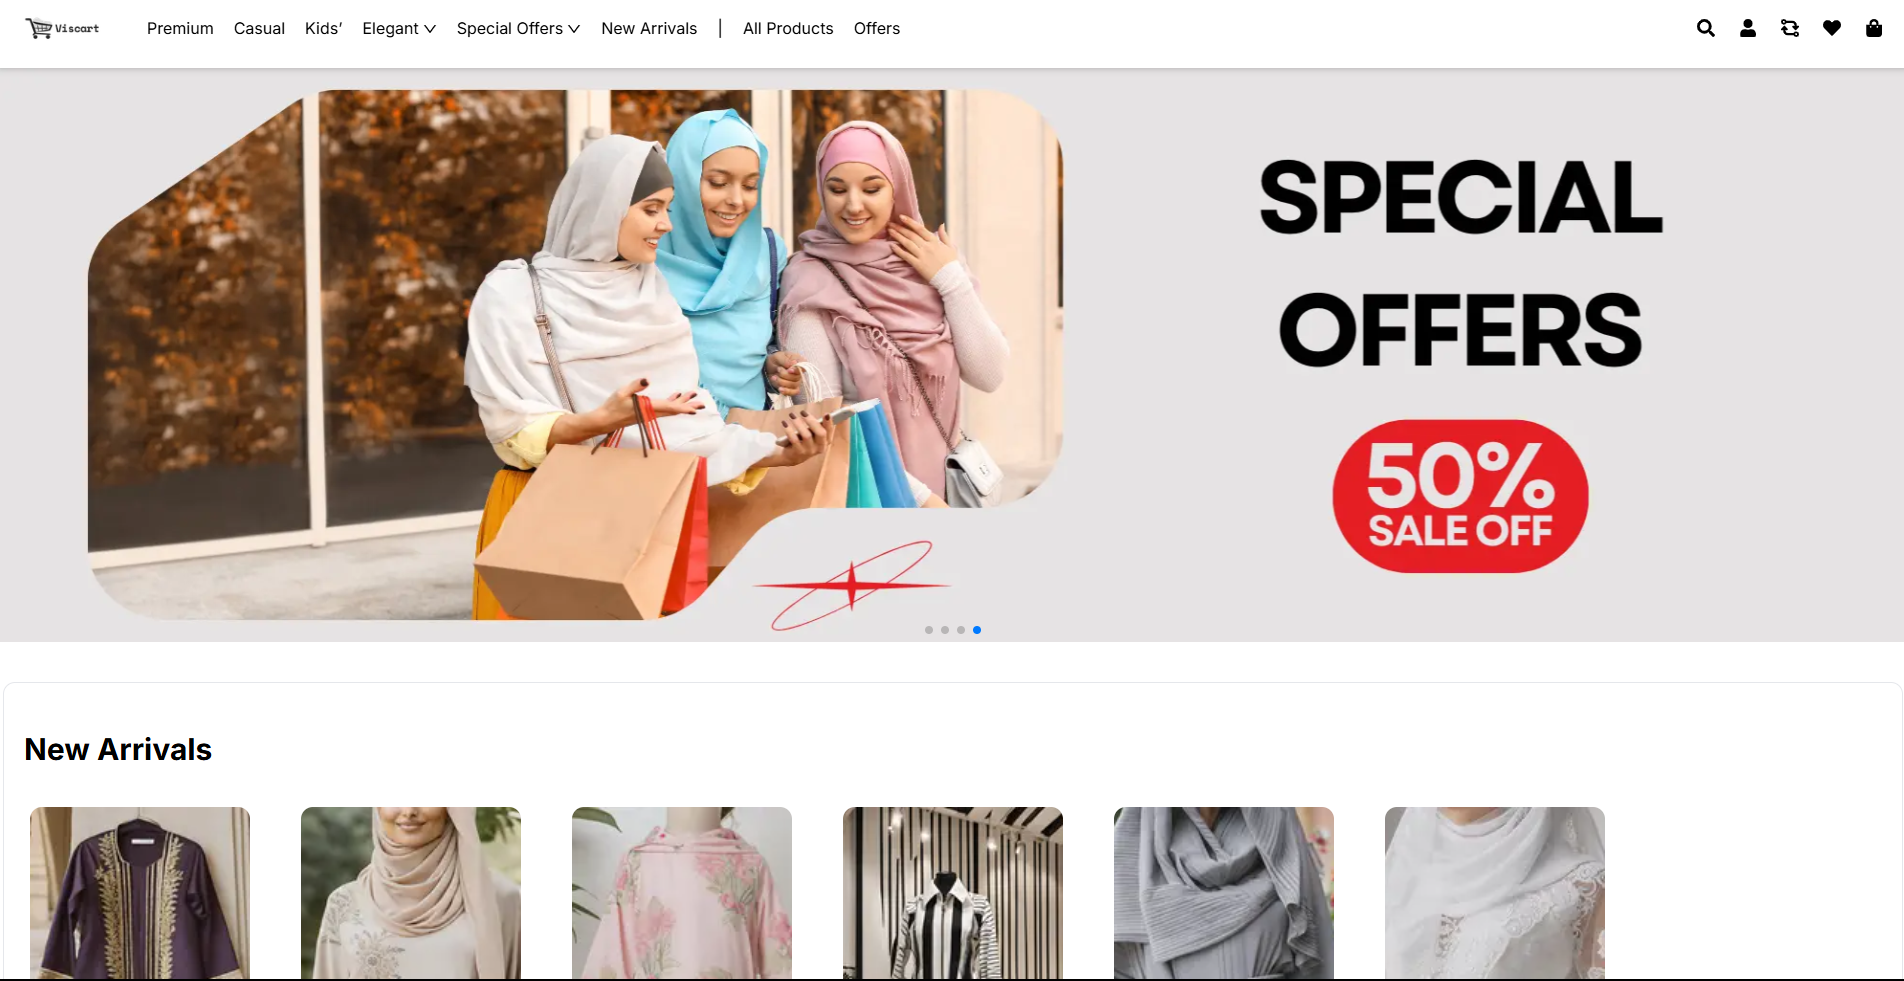 Viscart
Premium Casual Kids' Elegant Special Offers New Arrivals | All Products Offers
SPECIAL
OFFERS
50%
SALE OFF
New Arrivals